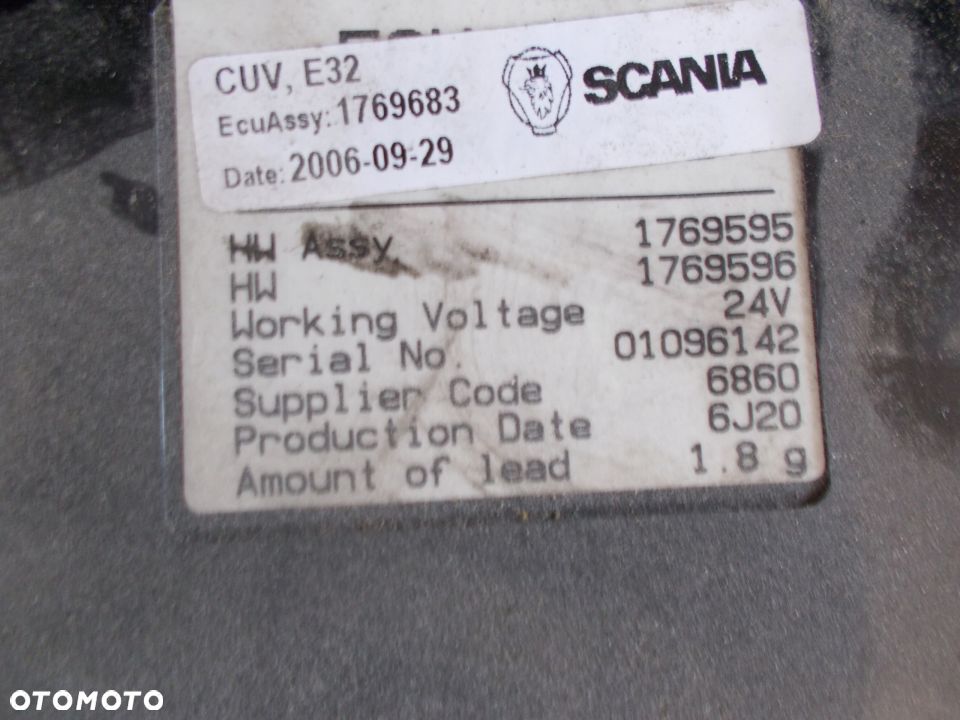 CUV, E32
SCANIA
EcuAssy: 1769683
Date: 2006-09-29
HW Assy. 1769595
HW 1769596
Working Voltage 24V
Serial No. 01096142
Supplier Code 6860
Production Date 6J20
Amount of lead 1.8 g
OTOMOTO